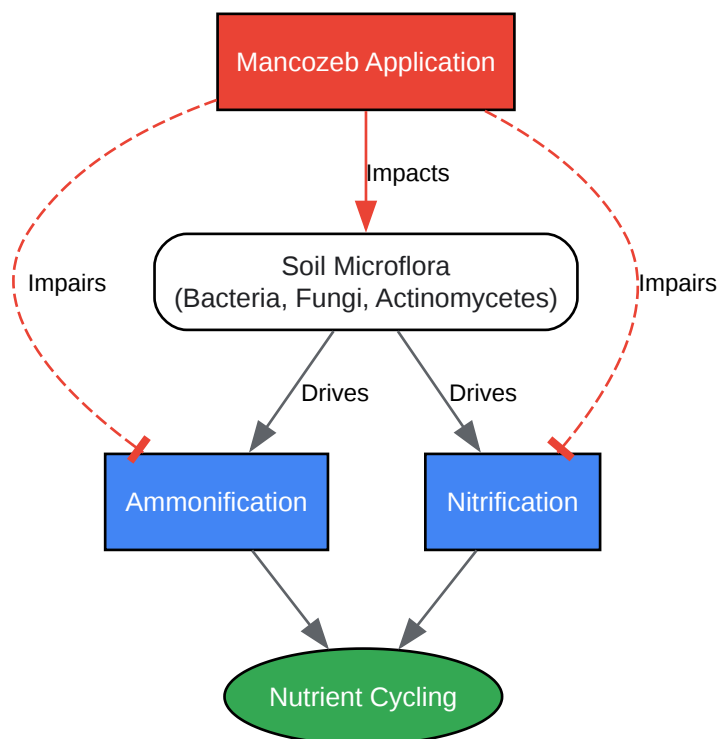 Mancozeb Application
Impacts
Soil Microflora
(Bacteria, Fungi, Actinomycetes)
Impairs
Impairs
Drives
Drives
Ammonification
Nitrification
Nutrient Cycling